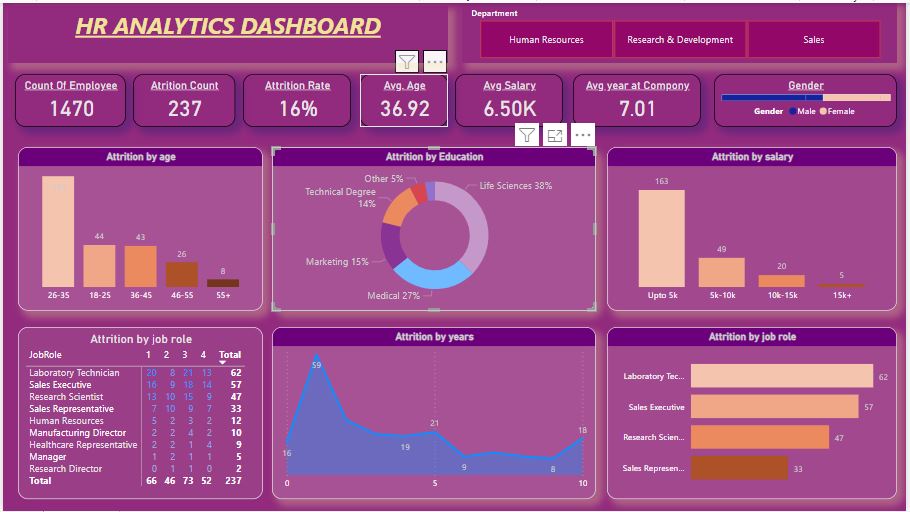 HR ANALYTICS DASHBOARD
Department
Human Resources
Research & Development
Sales
Count Of Employee
1470
Atrition Count
237
Attrition Rate
16%
Avg. Age
36.92
Avg Salary
6.50K
Avg year at Company
7.01
Gender
Gender Male Female
Attrition by age
44
43
26
8
26-35 18-25 36-45 46-55 55+
Attrition by Education
Other 5%
Technical Degree
14%
Marketing 15%
Medical 27%
Life Sciences 38%
Attrition by salary
163
49
20
5
Upto 5k 5k-10k 10k-15k 15k+
Attrition by job role
JobRole 1 2 3 4 Total
Laboratory Technician 20 8 21 13 62
Sales Executive 16 9 18 14 57
Research Scientist 13 10 15 9 47
Sales Representative 7 10 9 7 33
Human Resources 5 2 3 2 12
Manufacturing Director 2 2 4 2 10
Healthcare Representative 2 2 1 4 9
Manager 1 2 1 1 5
Research Director 0 1 1 0 2
Total 66 46 73 52 237
Attrition by years
16
59
19
21
9
8
18
0 5 10
Attrition by job role
Laboratory Tec... 62
Sales Executive 57
Research Scien... 47
Sales Represen... 33